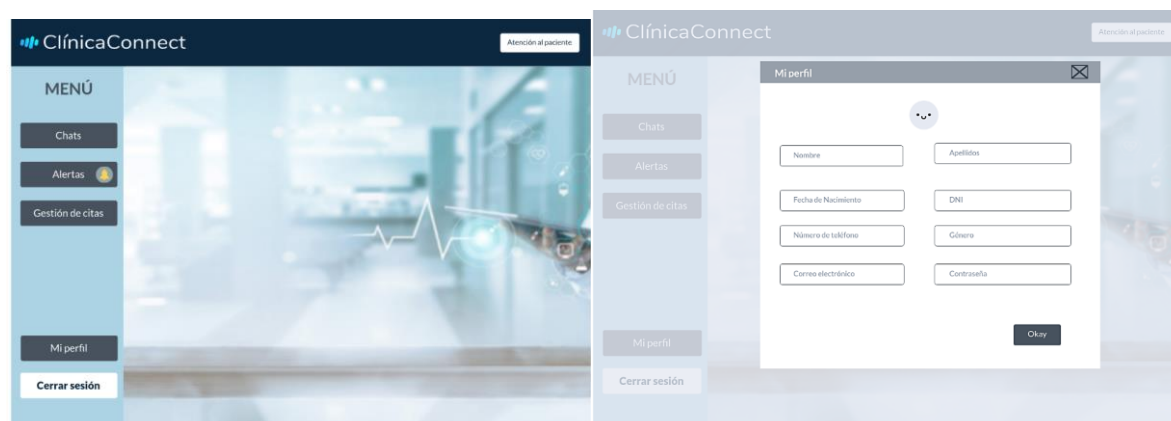 ClínicaConnect
Atención al paciente
MENÚ
Chats
Alertas
Gestión de citas
Mi perfil
Cerrar sesión
ClínicaConnect
Atención al paciente
MENÚ
Chats
Alertas
Gestión de citas
Mi perfil
Cerrar sesión
Mi perfil
Nombre
Apellidos
Fecha de Nacimiento
DNI
Número de teléfono
Género
Correo electrónico
Contraseña
Okay